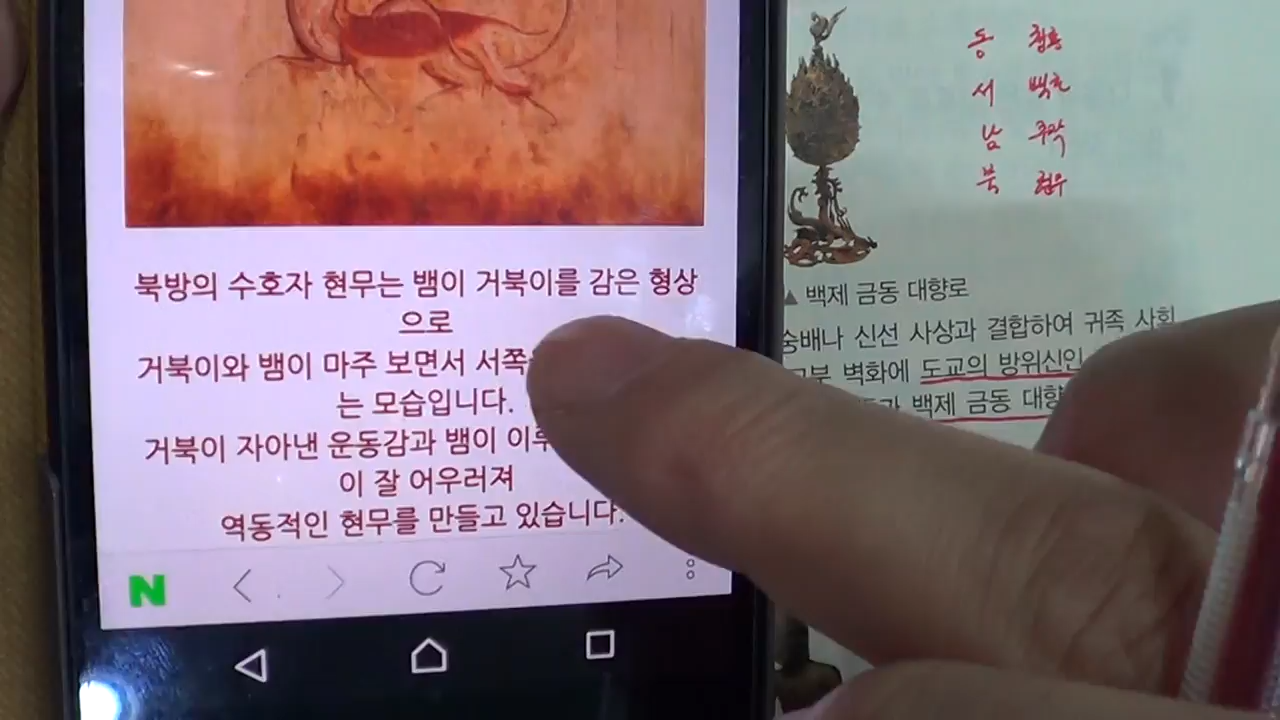 북방의 수호자 현무는 뱀이 거북이를 감은 형상
으로
거북이와 뱀이 마주 보면서 서쪽
는 모습입니다.
거북이 자아낸 운동감과 뱀이
이 잘 어우러져
역동적인 현무를 만들고 있습니다.
N
동 청룡
서 백호
남 주작
북 현무
▲ 백제 금동 대향로
숭배나 신선 사상과 결합하여 귀족 사회
벽화에 도교의 방위신인
백제 금동 대향